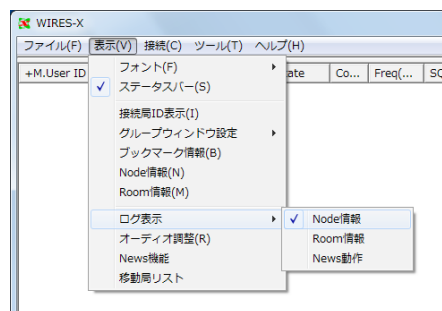 WIRES-X
ファイル(F) 表示(V) 接続(C) ツール(T) ヘルプ(H)
+M.User ID
Co... Freq(... SQ
フォント(F)
ステータスバー(S)
接続局ID表示(I)
グループウィンドウ設定
ブックマーク情報(B)
Node情報(N)
Room情報(M)
ログ表示
Node情報
オーディオ調整(R)
Room情報
News機能
News動作
移動局リスト